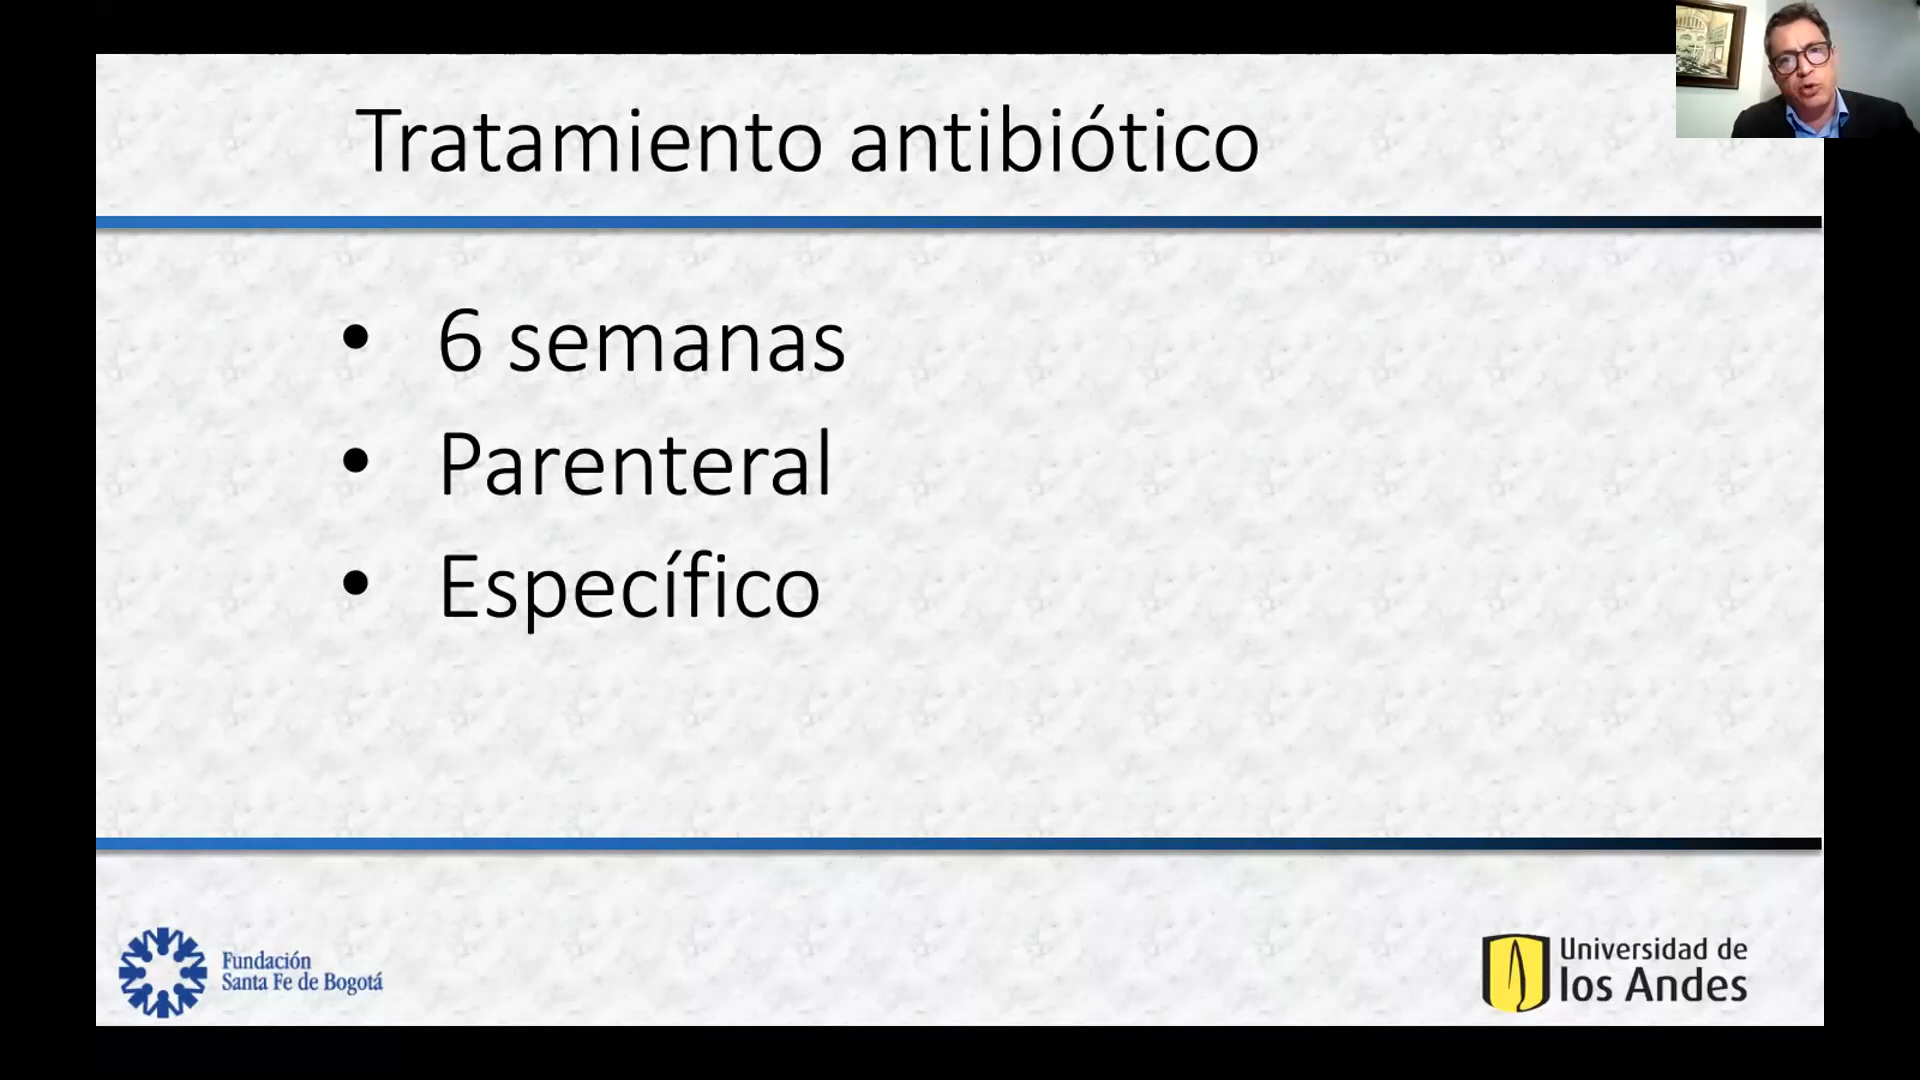 Tratamiento antibiótico
• 6 semanas
• Parenteral
• Específico
Fundación
Santa Fe de Bogotá
Universidad de
los Andes